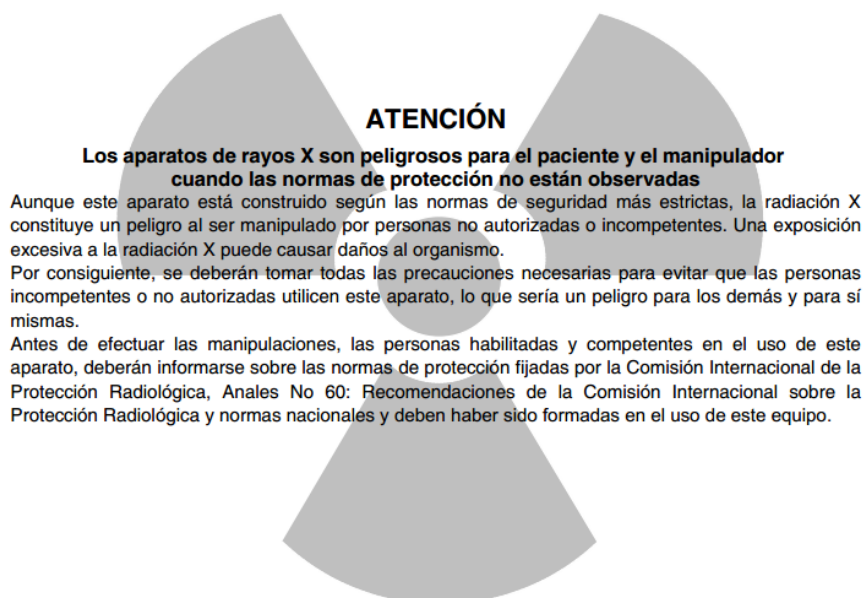 ATENCIÓN
Los aparatos de rayos X son peligrosos para el paciente y el manipulador
cuando las normas de protección no están observadas
Aunque este aparato está construido según las normas de seguridad más estrictas, la radiación X
constituye un peligro al ser manipulado por personas no autorizadas o incompetentes. Una exposición
excesiva a la radiación X puede causar daños al organismo.
Por consiguiente, se deberán tomar todas las precauciones necesarias para evitar que las personas
incompetentes o no autorizadas utilicen este aparato, lo que sería un peligro para los demás y para sí
mismas.
Antes de efectuar las manipulaciones, las personas habilitadas y competentes en el uso de este
aparato, deberán informarse sobre las normas de protección fijadas por la Comisión Internacional de la
Protección Radiológica, Anales No 60: Recomendaciones de la Comisión Internacional sobre la
Protección Radiológica y normas nacionales y deben haber sido formadas en el uso de este equipo.